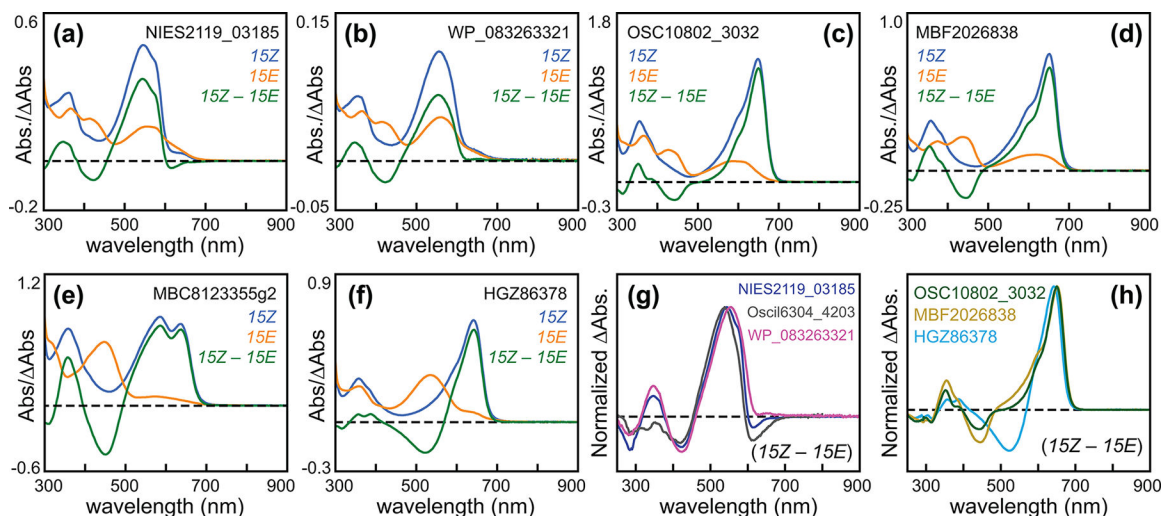 (a)
NIES2119_03185
15Z
15E
15Z – 15E
0.6
-0.2
Abs./ΔAbs
300 500 700 900
wavelength (nm)
(b)
WP_083263321
15Z
15E
15Z – 15E
0.15
-0.05
300 500 700 900
wavelength (nm)
OSC10802_3032
(c)
15Z
15E
15Z – 15E
1.8
-0.3
Abs./ΔAbs
300 500 700 900
wavelength (nm)
MBF2026838
(d)
15Z
15E
15Z – 15E
1.0
-0.25
300 500 700 900
wavelength (nm)
(e)
MBC8123355g2
15Z
15E
15Z – 15E
1.2
-0.6
Abs/ΔAbs
300 500 700 900
wavelength (nm)
(f)
HGZ86378
15Z
15E
15Z – 15E
0.9
-0.3
Abs/ΔAbs
300 500 700 900
wavelength (nm)
(g)
NIES2119_03185
Oscil6304_4203
WP_083263321
(15Z – 15E)
Normalized ΔAbs.
300 500 700 900
wavelength (nm)
OSC10802_3032
(h)
MBF2026838
HGZ86378
(15Z – 15E)
Normalized ΔAbs.
300 500 700 900
wavelength (nm)